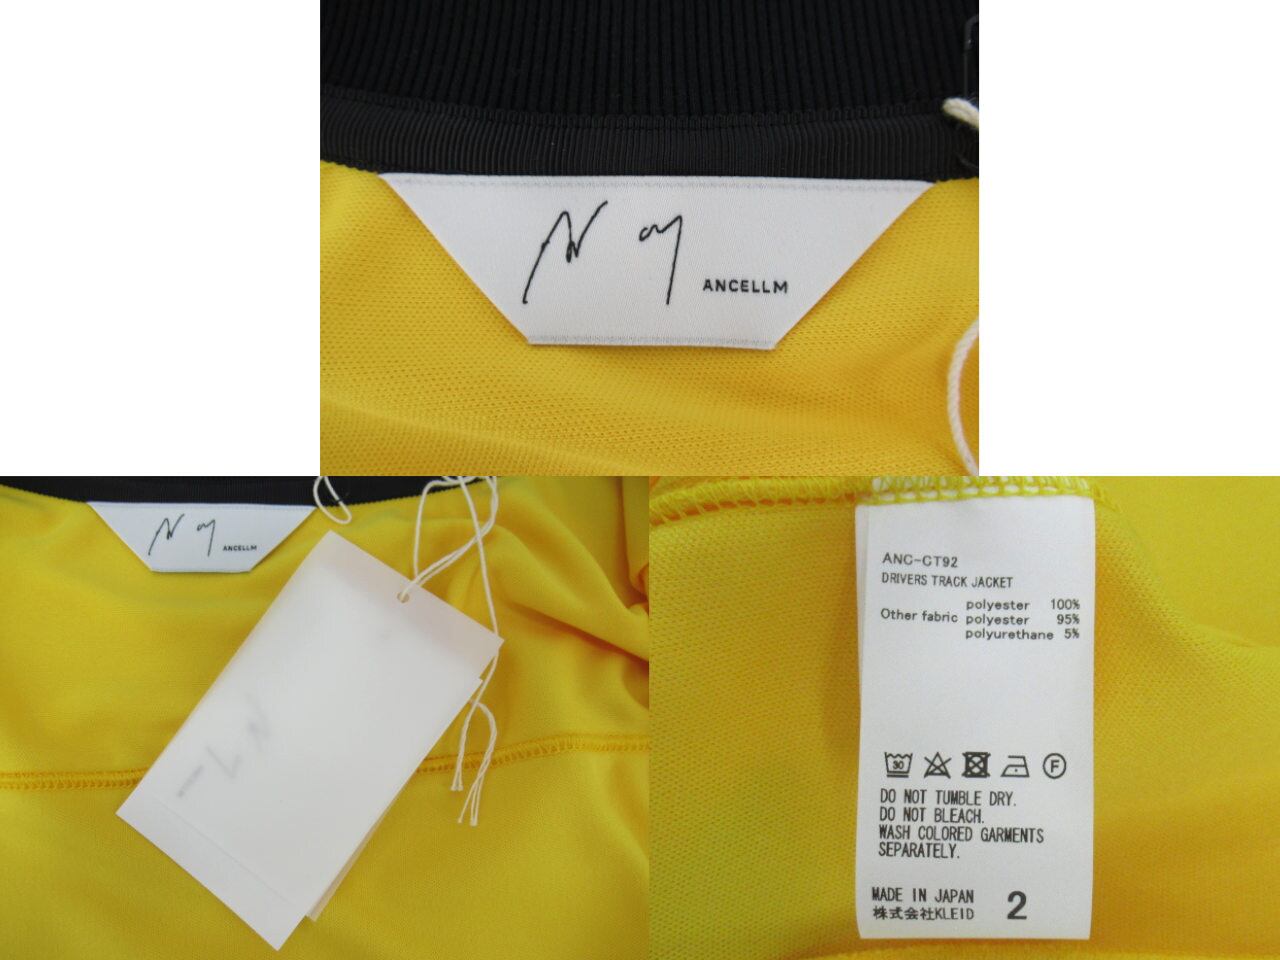 ANCELLM
ANCELLM
ANC-CT92
DRIVERS TRACK JACKET
polyester 100%
Other fabric polyester 95%
polyurethane 5%
30
F
DO NOT TUMBLE DRY.
DO NOT BLEACH.
WASH COLORED GARMENTS
SEPARATELY.
MADE IN JAPAN
株式会社KLEID 2